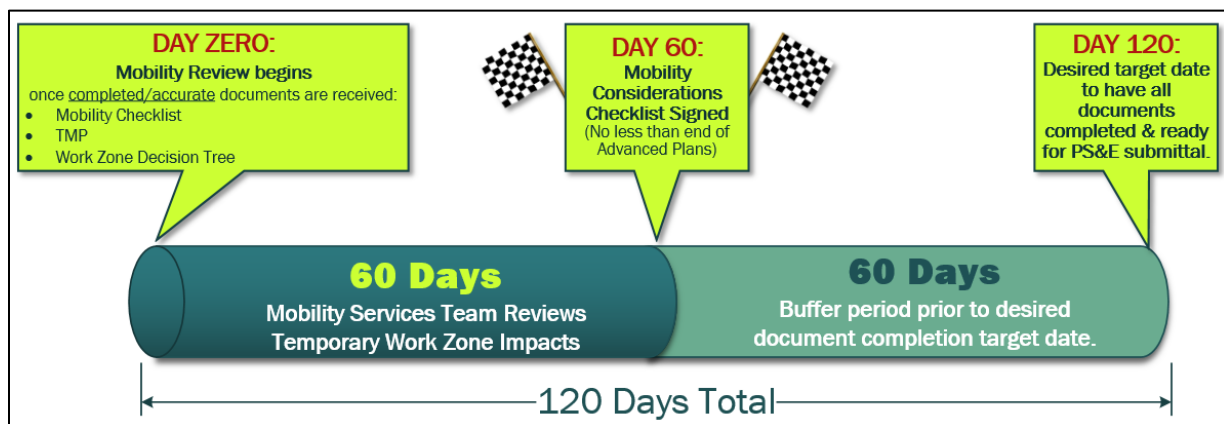 DAY ZERO:
Mobility Review begins
once completed/accurate documents are received:
• Mobility Checklist
• TMP
• Work Zone Decision Tree
DAY 60:
Mobility
Considerations
Checklist Signed
(No less than end of
Advanced Plans)
DAY 120:
Desired target date
to have all
documents
completed & ready
for PS&E submittal.
60 Days
Mobility Services Team Reviews
Temporary Work Zone Impacts
60 Days
Buffer period prior to desired
document completion target date.
120 Days Total